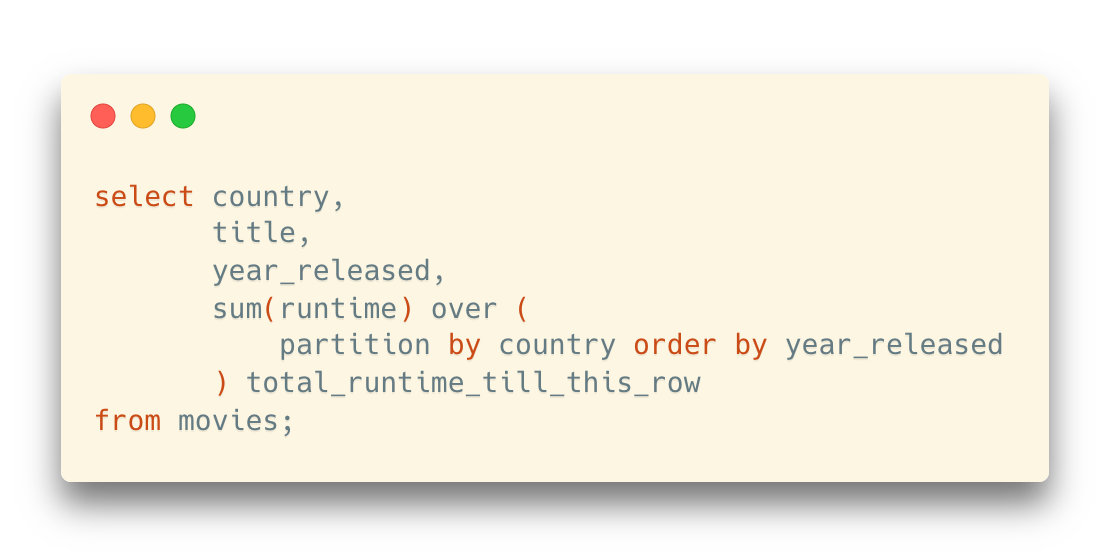 select country,
       title,
       year_released,
       sum(runtime) over (
           partition by country order by year_released
       ) total_runtime_till_this_row
from movies;